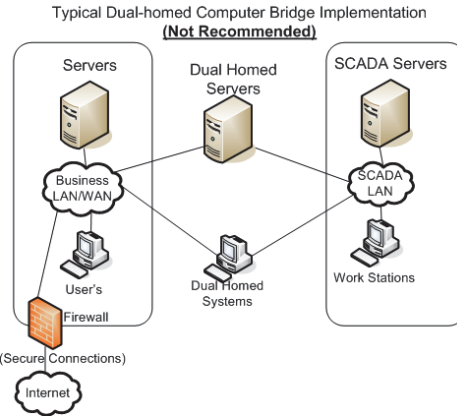 Typical Dual-homed Computer Bridge Implementation
(Not Recommended)
Servers
Dual Homed
Servers
SCADA Servers
Business
LAN/WAN
SCADA
LAN
User's
Dual Homed
Systems
Work Stations
Firewall
(Secure Connections)
Internet